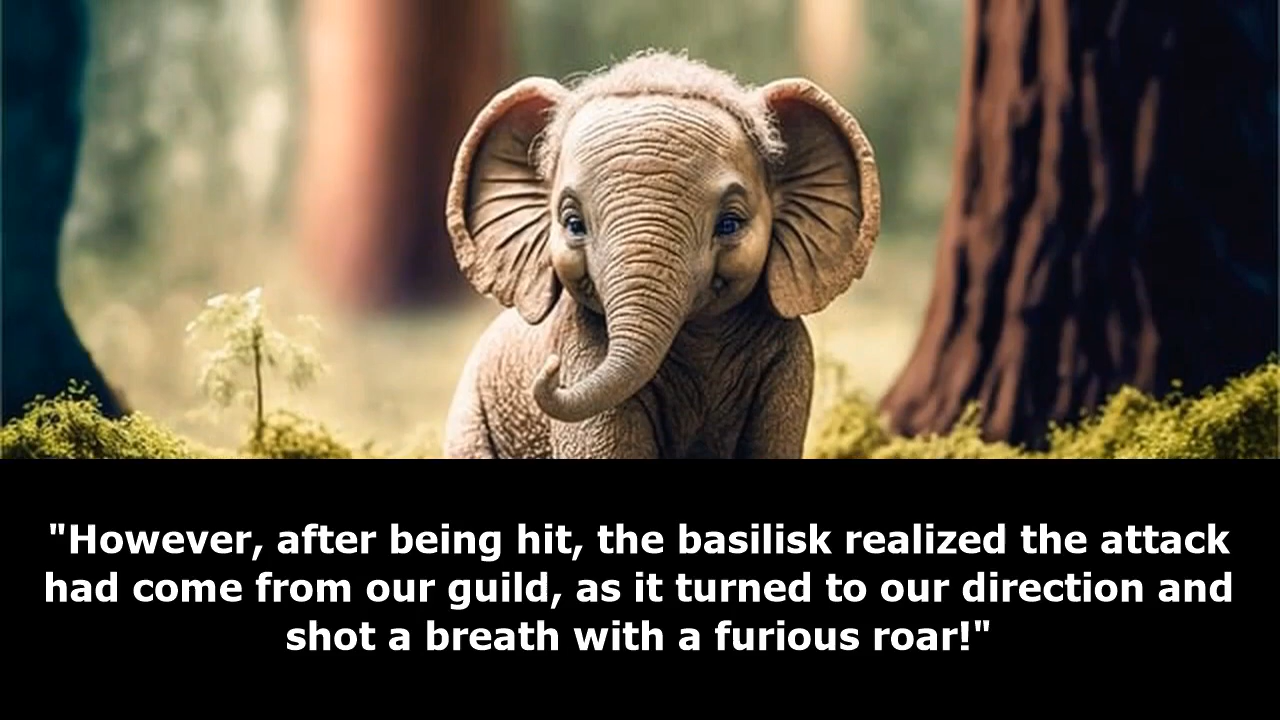 "However, after being hit, the basilisk realized the attack
had come from our guild, as it turned to our direction and
shot a breath with a furious roar!"